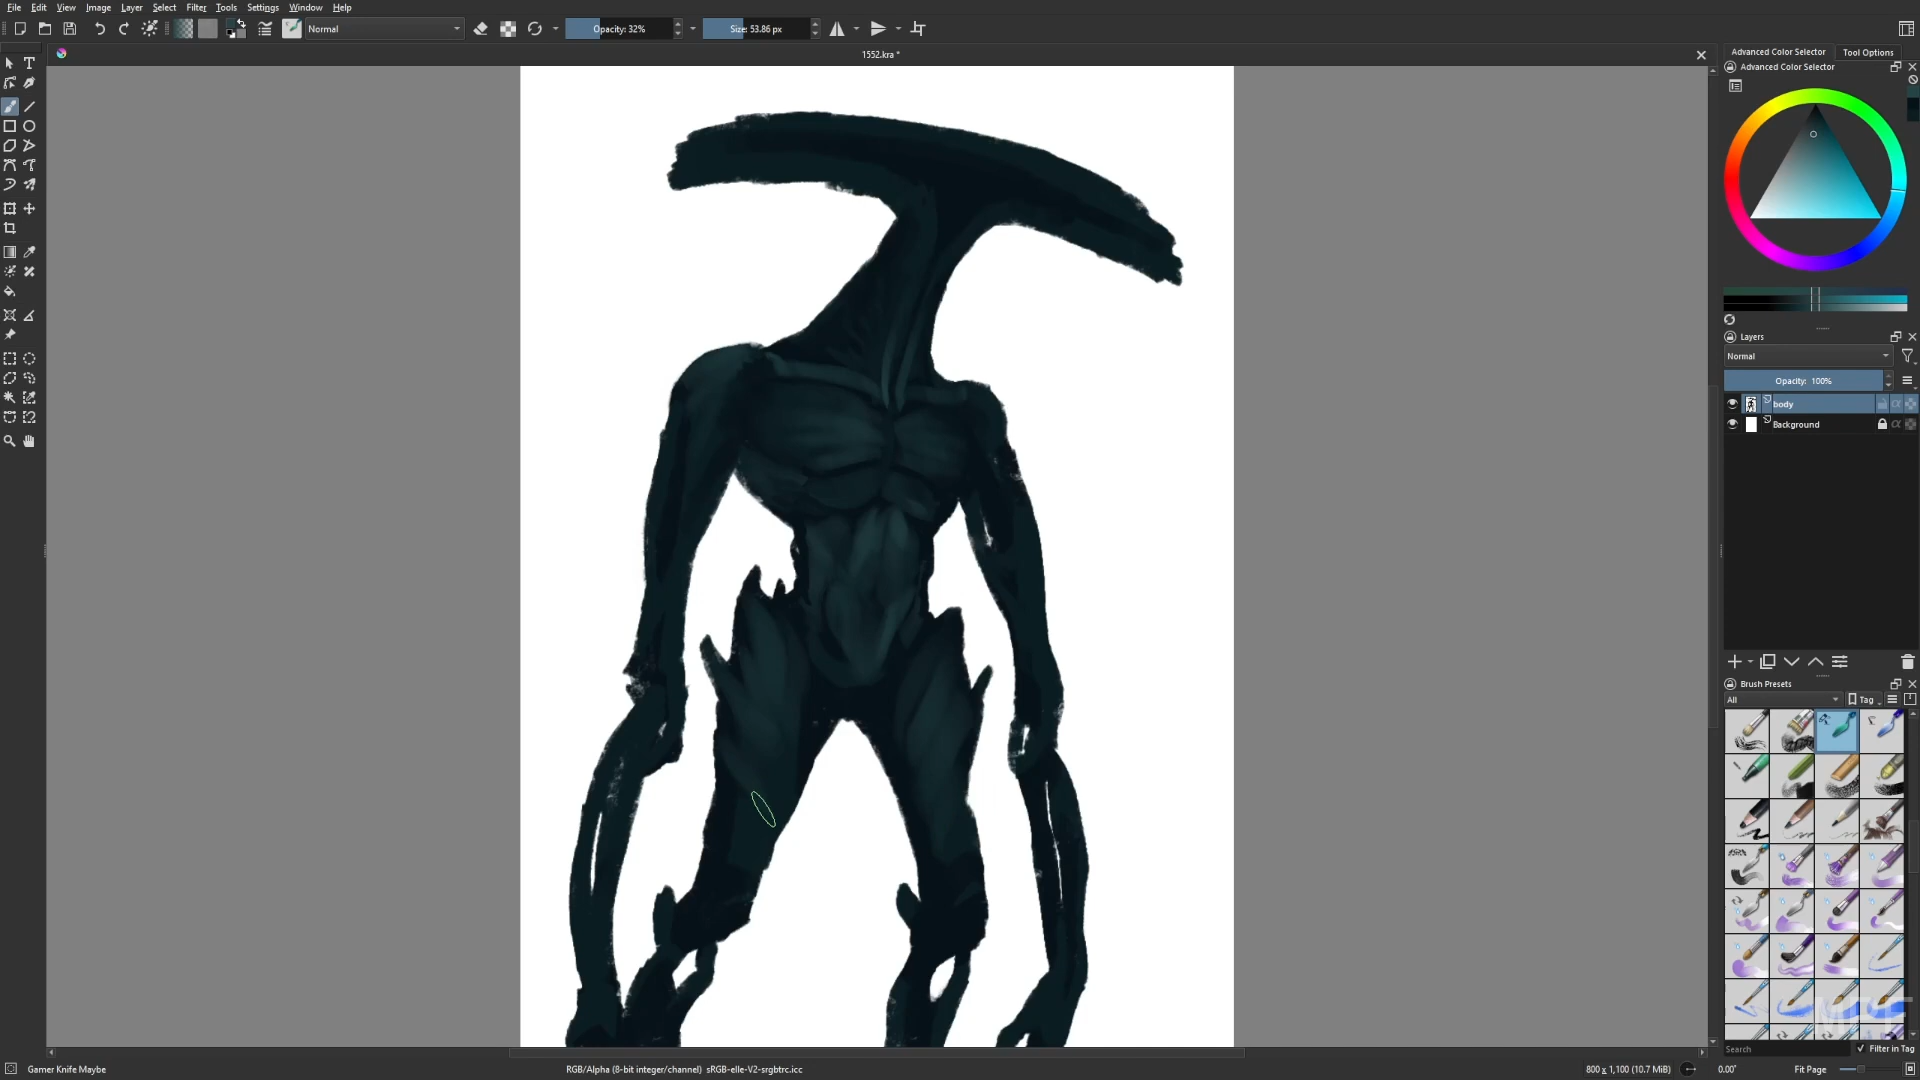 File Edit View Image Layer Select Filter Tools Settings Window Help
Normal
Opacity: 32%
Size: 53.86 px
1552.kra *
Advanced Color Selector
Tool Options
Advanced Color Selector
Layers
Normal
Opacity: 100%
body
Background
Brush Presets
All
Tag
Search
Filter in Tag
Gamer Knife Maybe
RGB/Alpha (8-bit integer/channel) sRGB-elle-V2-srgbtrc.icc
800 x 1,100 (10.7 MiB)
0.00°
Fit Page